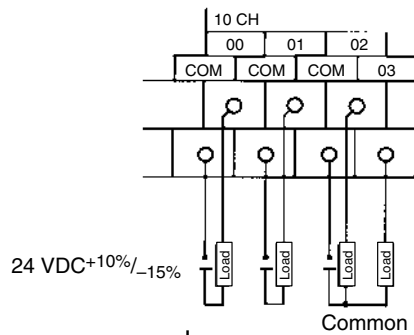 10 CH
00 01 02
COM COM COM 03
24 VDC+10%/–15%
Load Load Load Load
Common